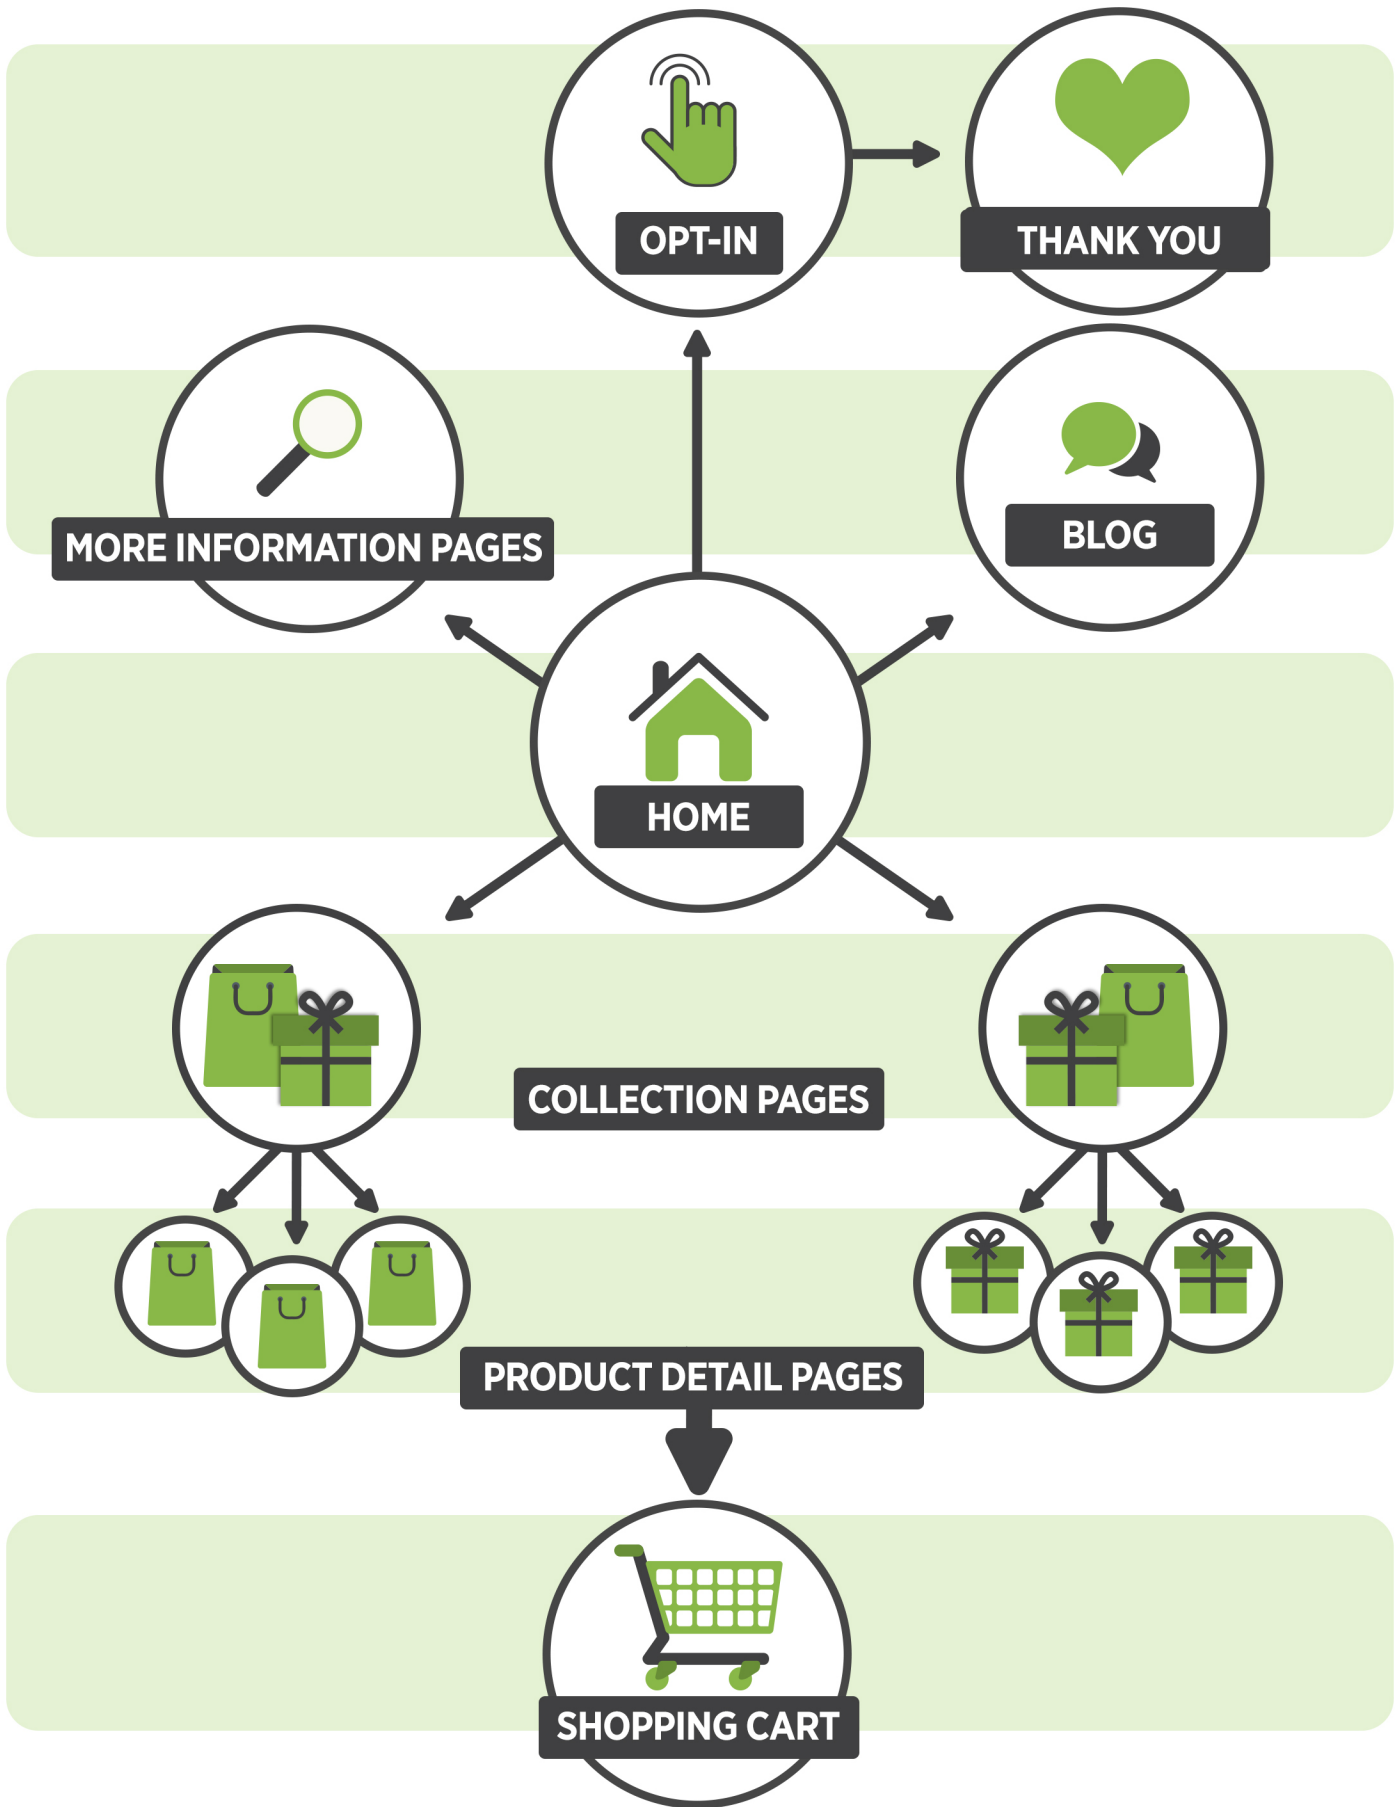 OPT-IN
THANK YOU
MORE INFORMATION PAGES
BLOG
HOME
COLLECTION PAGES
PRODUCT DETAIL PAGES
SHOPPING CART